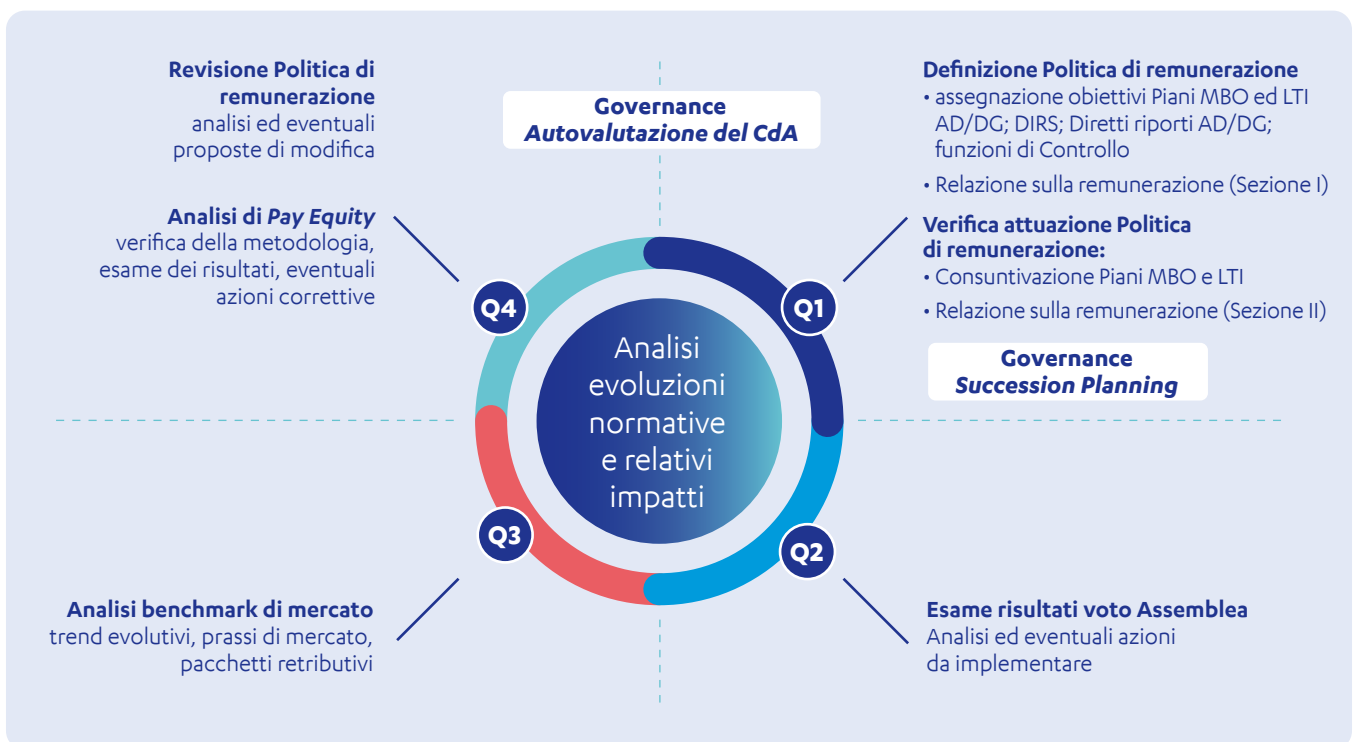 Revisione Politica di
remunerazione
analisi ed eventuali
proposte di modifica
Analisi di Pay Equity
verifica della metodologia,
esame dei risultati, eventuali
azioni correttive
Governance
Autovalutazione del CdA
Definizione Politica di remunerazione
• assegnazione obiettivi Piani MBO ed LTI
AD/DG; DIRS; Diretti riporti AD/DG;
funzioni di Controllo
• Relazione sulla remunerazione (Sezione I)
Verifica attuazione Politica
di remunerazione:
• Consuntivazione Piani MBO e LTI
• Relazione sulla remunerazione (Sezione II)
Governance
Succession Planning
Q4
Q1
Analisi
evoluzioni
normative
e relativi
impatti
Q3
Q2
Analisi benchmark di mercato
trend evolutivi, prassi di mercato,
pacchetti retributivi
Esame risultati voto Assemblea
Analisi ed eventuali azioni
da implementare